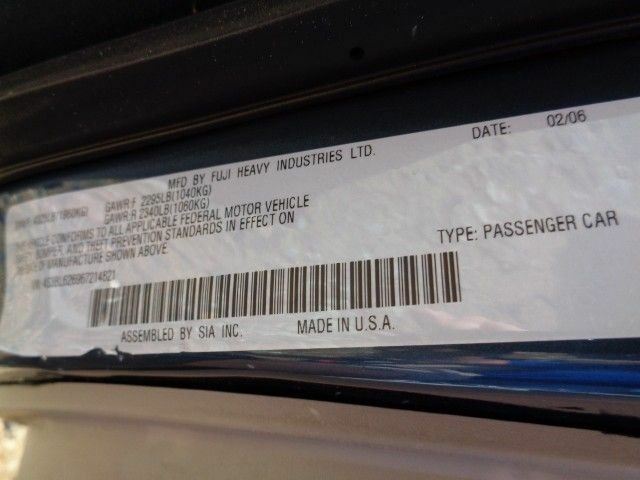 MFD BY FUJI HEAVY INDUSTRIES LTD. DATE: 02/06
GAWR:F 2295LB(1040KG)
GAWR:R 2340LB(1060KG)
VEHICLE CONFORMS TO ALL APPLICABLE FEDERAL MOTOR VEHICLE
BUMPER, AND THEFT PREVENTION STANDARDS IN EFFECT ON
OF MANUFACTURE SHOWN ABOVE.
TYPE: PASSENGER CAR
ASSEMBLED BY SIA INC. MADE IN U.S.A.